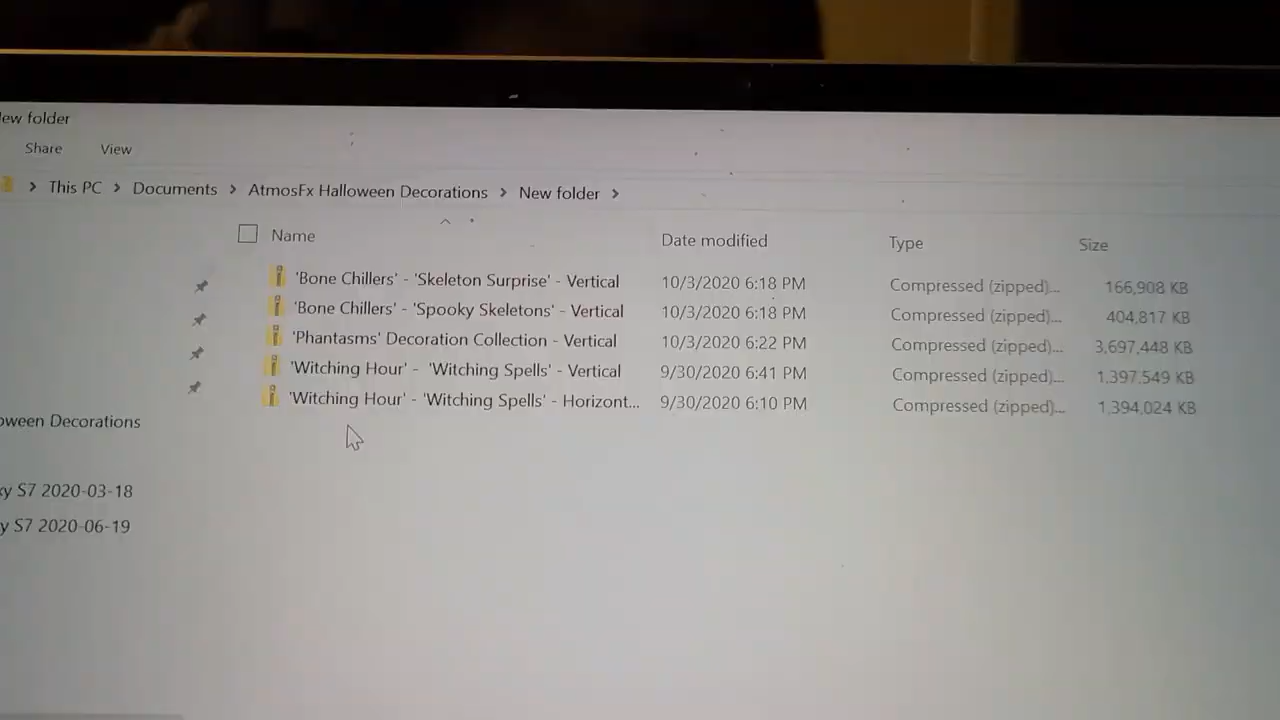 New folder
Share View
> This PC > Documents > AtmosFx Halloween Decorations > New folder >
Name Date modified Type Size
'Bone Chillers' - 'Skeleton Surprise' - Vertical 10/3/2020 6:18 PM Compressed (zipped)... 166,908 KB
'Bone Chillers' - 'Spooky Skeletons' - Vertical 10/3/2020 6:18 PM Compressed (zipped)... 404,817 KB
'Phantasms' Decoration Collection - Vertical 10/3/2020 6:22 PM Compressed (zipped)... 3,697,448 KB
'Witching Hour' - 'Witching Spells' - Vertical 9/30/2020 6:41 PM Compressed (zipped)... 1,397,549 KB
'Witching Hour' - 'Witching Spells' - Horizont... 9/30/2020 6:10 PM Compressed (zipped)... 1,394,024 KB
oween Decorations
xy S7 2020-03-18
y S7 2020-06-19